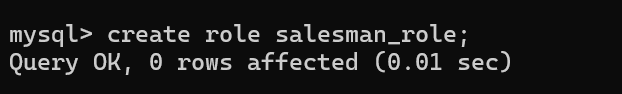 mysql> create role salesman_role;
Query OK, 0 rows affected (0.01 sec)